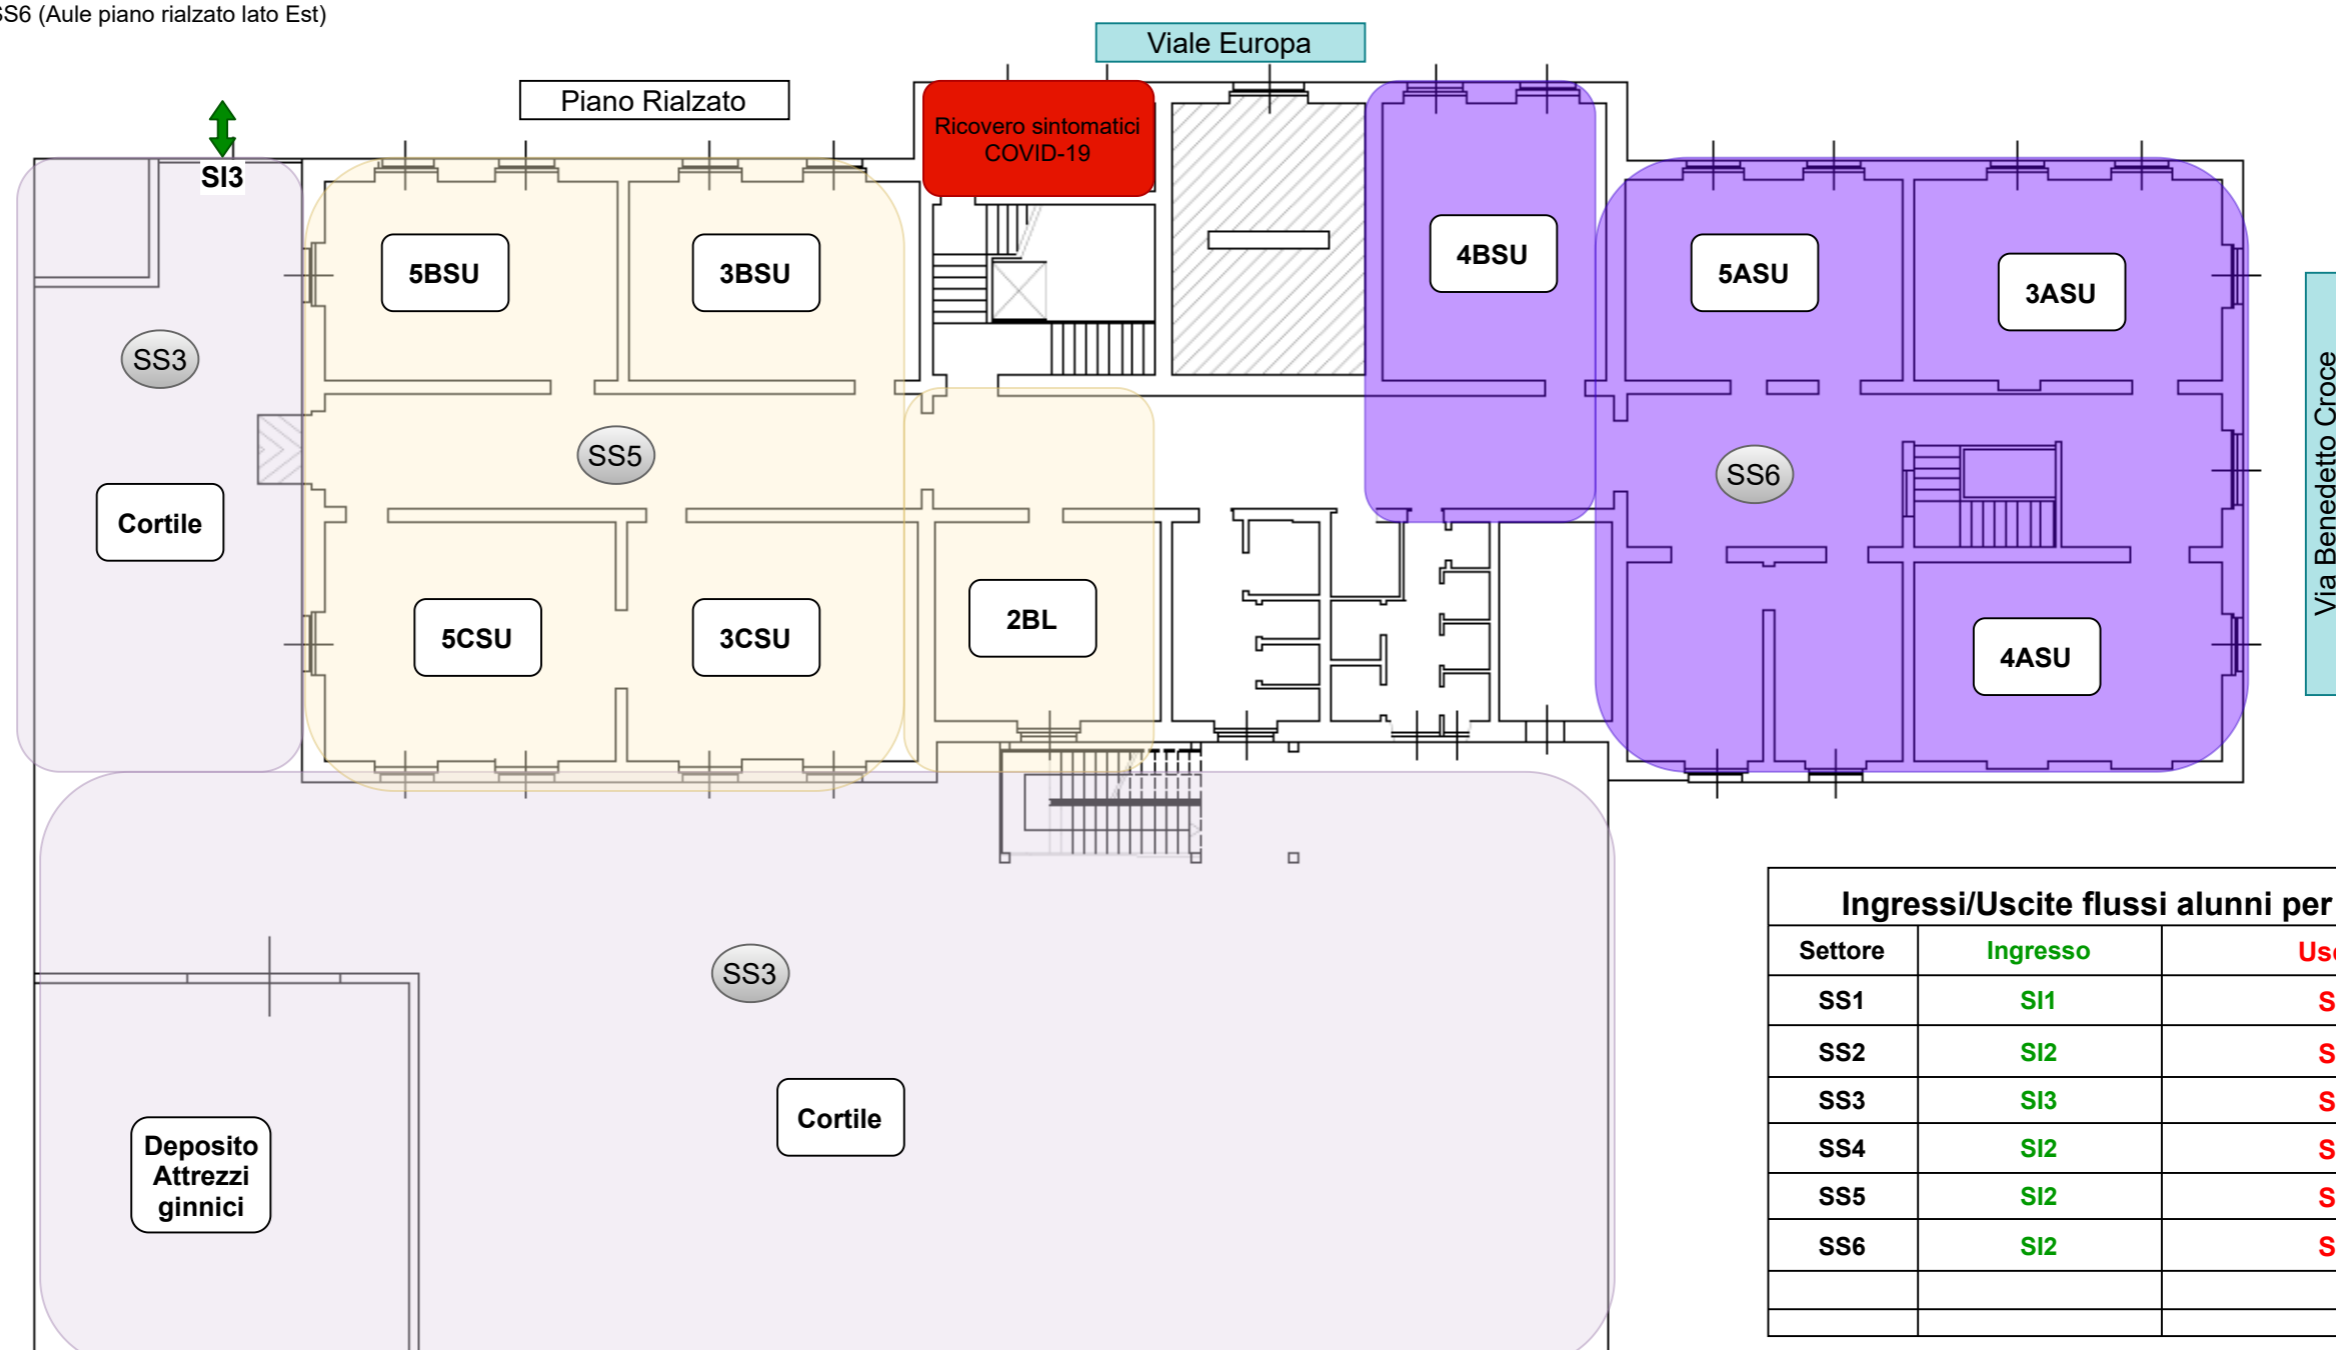 (Aule piano rialzato lato Est)
Viale Europa
Piano Rialzato
Ricovero sintomatici
COVID-19
SI3
5BSU
3BSU
4BSU
5ASU
3ASU
SS3
SS5
SS6
Via Benedetto Croce
Cortile
5CSU
3CSU
2BL
4ASU
SS3
Cortile
Deposito
Attrezzi
ginnici
Ingressi/Uscite flussi alunni per
Settore Ingresso
SS1 SI1
SS2 SI2
SS3 SI3
SS4 SI2
SS5 SI2
SS6 SI2